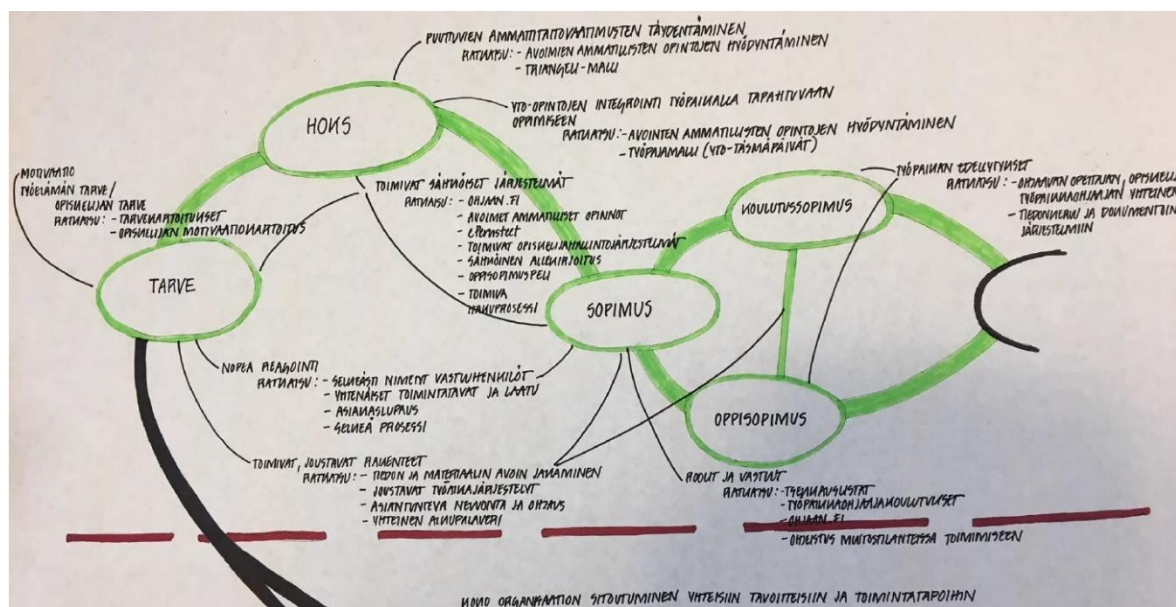 PUUTTUVIEN AMMATTITAITOVAATIMUSTEN TÄYDENTÄMINEN
RATKAISU: - AVOIMIEN AMMATILLISTEN OPINTOJEN HYÖDYNTÄMINEN
- TRIANGELI-MALLI
HOKS
YTO-OPINTOJEN INTEGROINTI TYÖPAIKALLA TAPAHTUVAAN
OPPIMISEEN
RATKAISU: - AVOINTEN AMMATILLISTEN OPINTOJEN HYÖDYNTÄMINEN
- TYÖPAJAMALLI (YTO-TÄSMÄPÄIVÄT)
MOTIVAATIO
TYÖELÄMÄN TARVE/
OPISKELIJAN TARVE
RATKAISU: - TARVEKARTOITUKSET
- OPISKELIJAN MOTIVAATIOKARTOITUS
TARVE
TOIMIVAT SÄHKÖISET JÄRJESTELMÄT
RATKAISU: - OHJAAN.FI
- AVOIMET AMMATILLISET OPINNOT
- ePerusteet
- TOIMIVAT OPISKELIJAHALLINTOJÄRJESTELMÄT
- SÄHKÖINEN ALLEKIRJOITUS
- OPPISOPIMUSPELI
- TOIMIVA
HAKUPROSESSI
TYÖPAIKAN EDELLYTYKSET
RATKAISU: - OHJAAVAN OPETTAJAN, OPISKELIJ
TYÖPAIKKAOHJAAJAN YHTEINEN
- TIEDONKERUU JA DOKUMENTOIN
JÄRJESTELMIIN
KOULUTUSSOPIMUS
SOPIMUS
OPPISOPIMUS
NOPEA REAGOINTI
RATKAISU: - SELKEÄSTI NIMETYT VASTUUHENKILÖT
- YHTENÄISET TOIMINTATAVAT JA LAATU
- ASIAKASLUPAUS
- SELKEÄ PROSESSI
TOIMIVAT, JOUSTAVAT RAKENTEET
RATKAISU: - TIEDON JA MATERIAALIN AVOIN JAKAMINEN
- JOUSTAVAT TYÖAIKAJÄRJESTELYT
- ASIANTUNTEVA NEUVONTA JA OHJAUS
- YHTEINEN ALKUPALAVERI
ROOLIT JA VASTUUT
RATKAISU: - TSEKKAUSLISTAT
- TYÖPAIKKAOHJAAJAKOULUTUKSET
- OHJAAN.FI
- OHJEISTUS MUUTOSTILANTEISSA TOIMIMISEEN
KOKO ORGANISAATION SITOUTUMINEN YHTEISIIN TAVOITTEISIIN JA TOIMINTATAPOIHIN